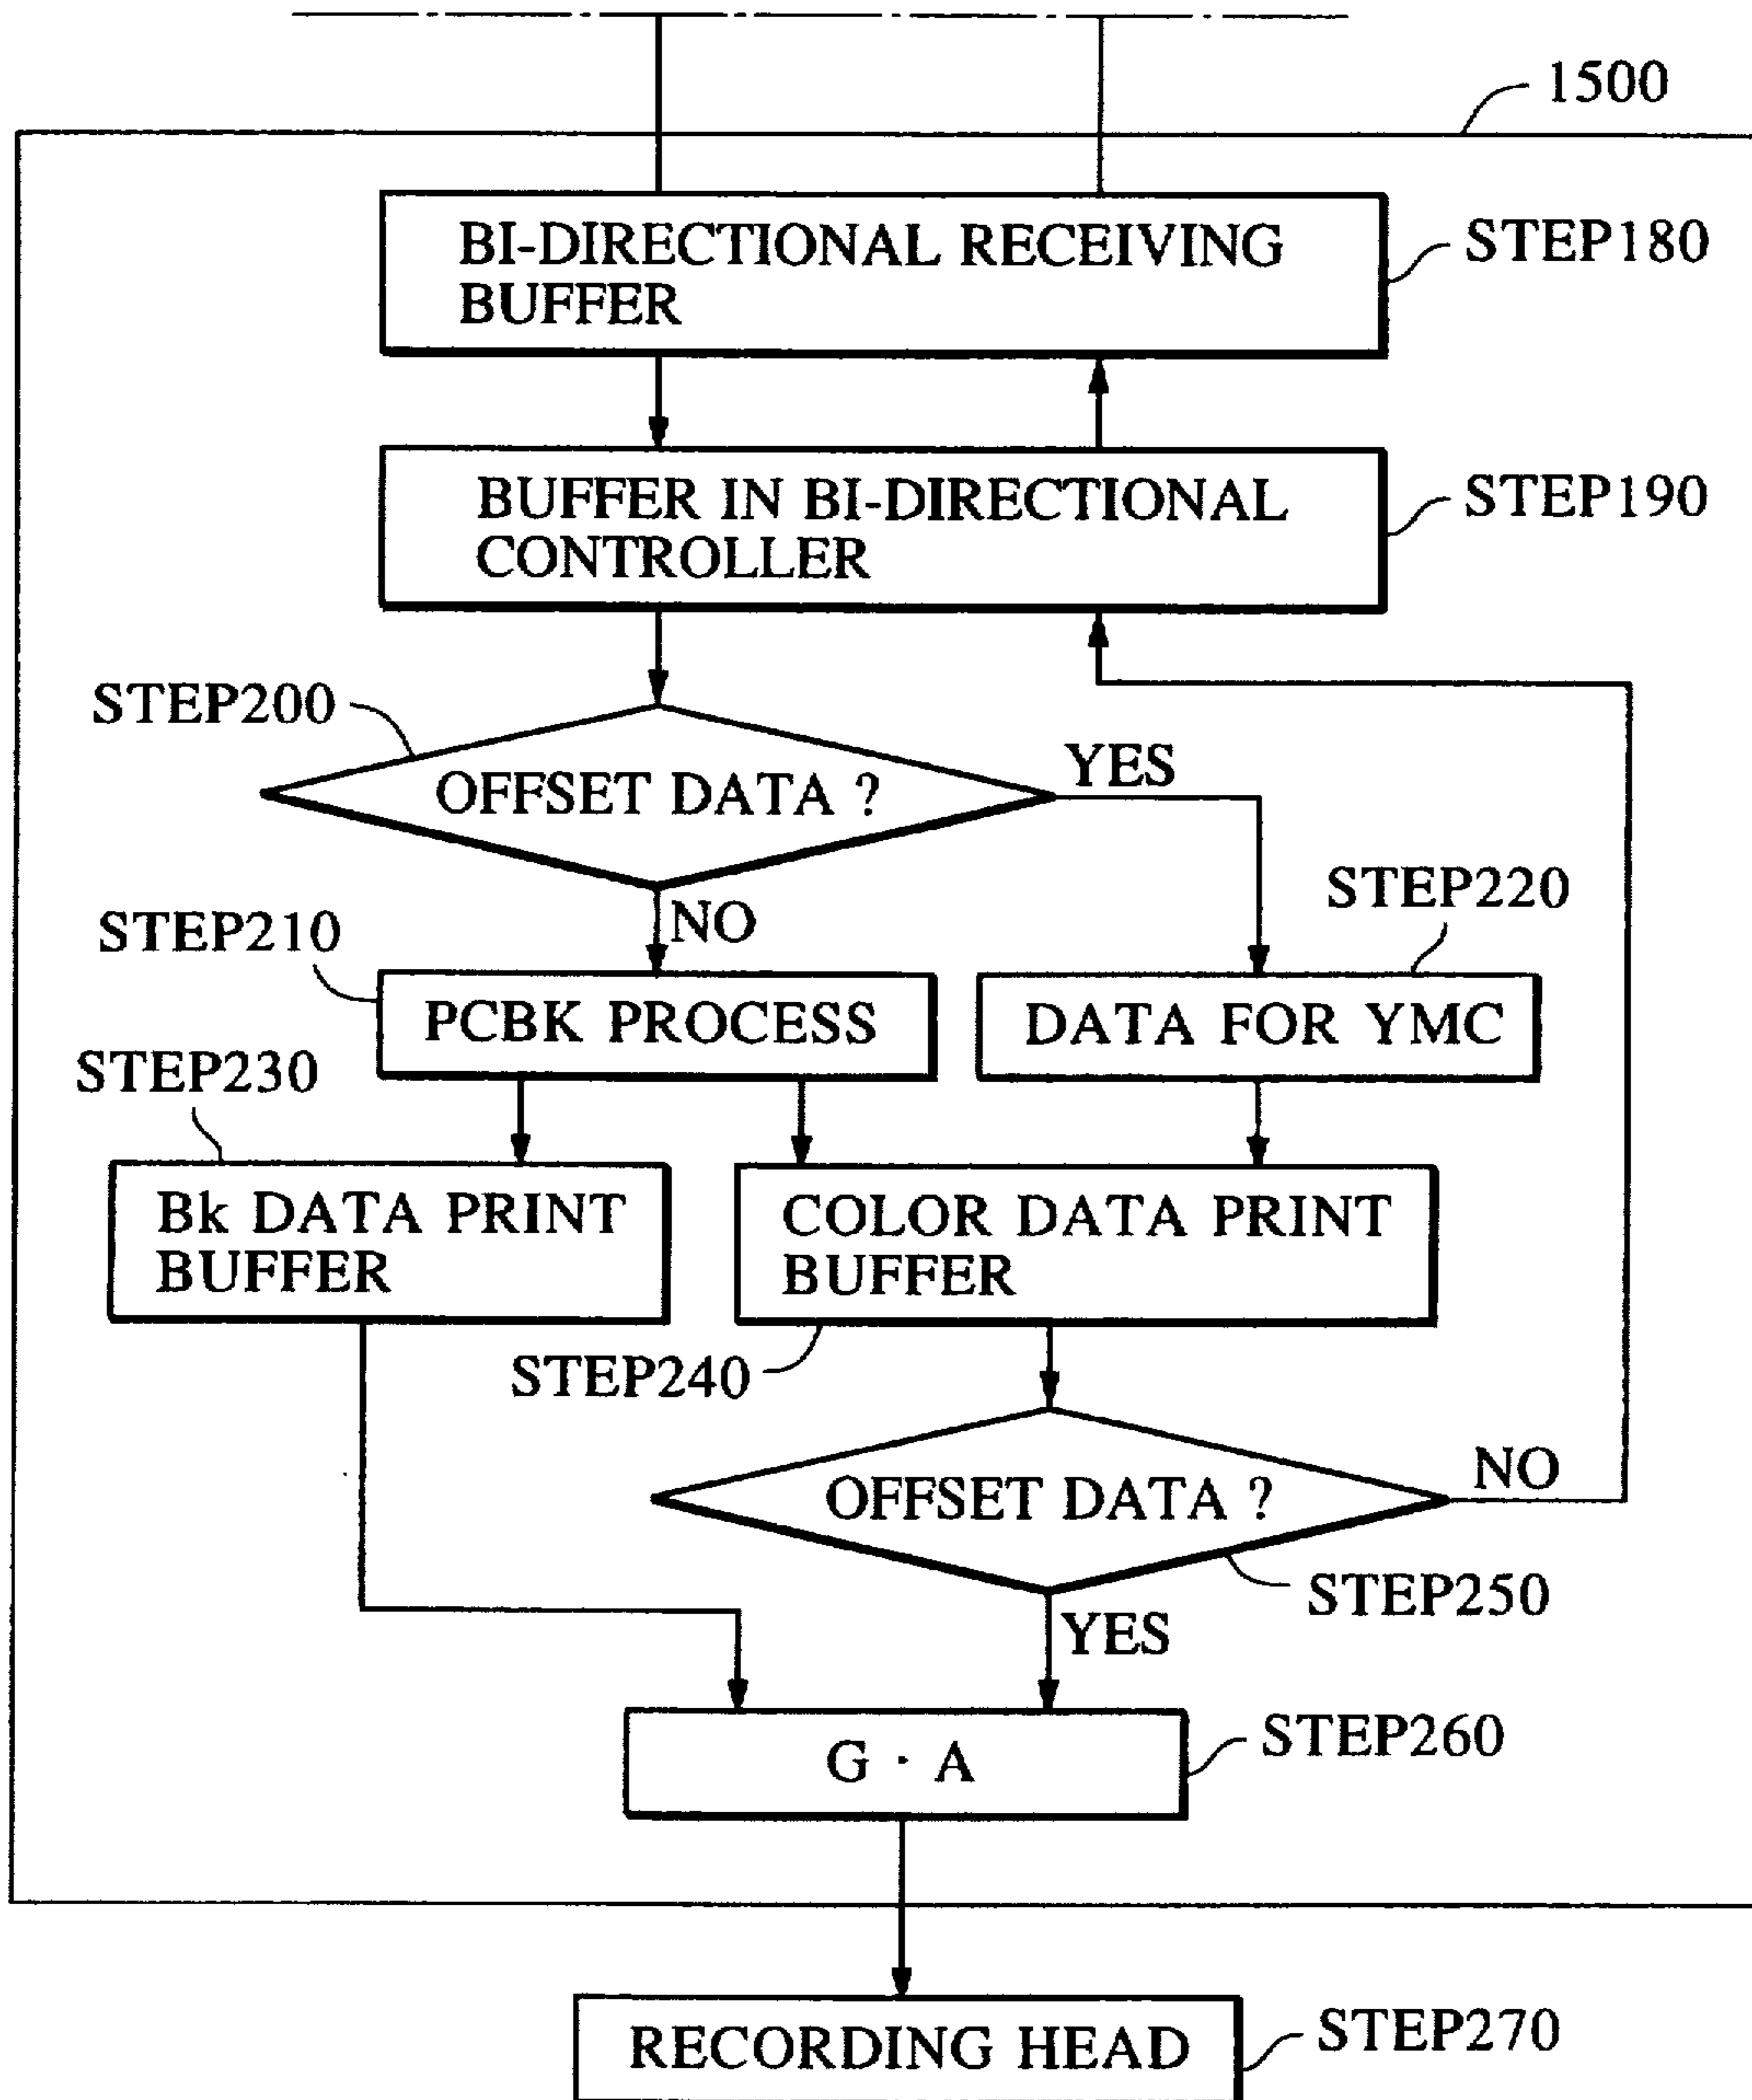 1500
BI-DIRECTIONAL RECEIVING
BUFFER
STEP180
BUFFER IN BI-DIRECTIONAL
CONTROLLER
STEP190
STEP200
OFFSET DATA ?
YES
NO
STEP210
PCBK PROCESS
STEP220
DATA FOR YMC
STEP230
Bk DATA PRINT
BUFFER
COLOR DATA PRINT
BUFFER
STEP240
OFFSET DATA ?
NO
STEP250
YES
G · A
STEP260
RECORDING HEAD
STEP270